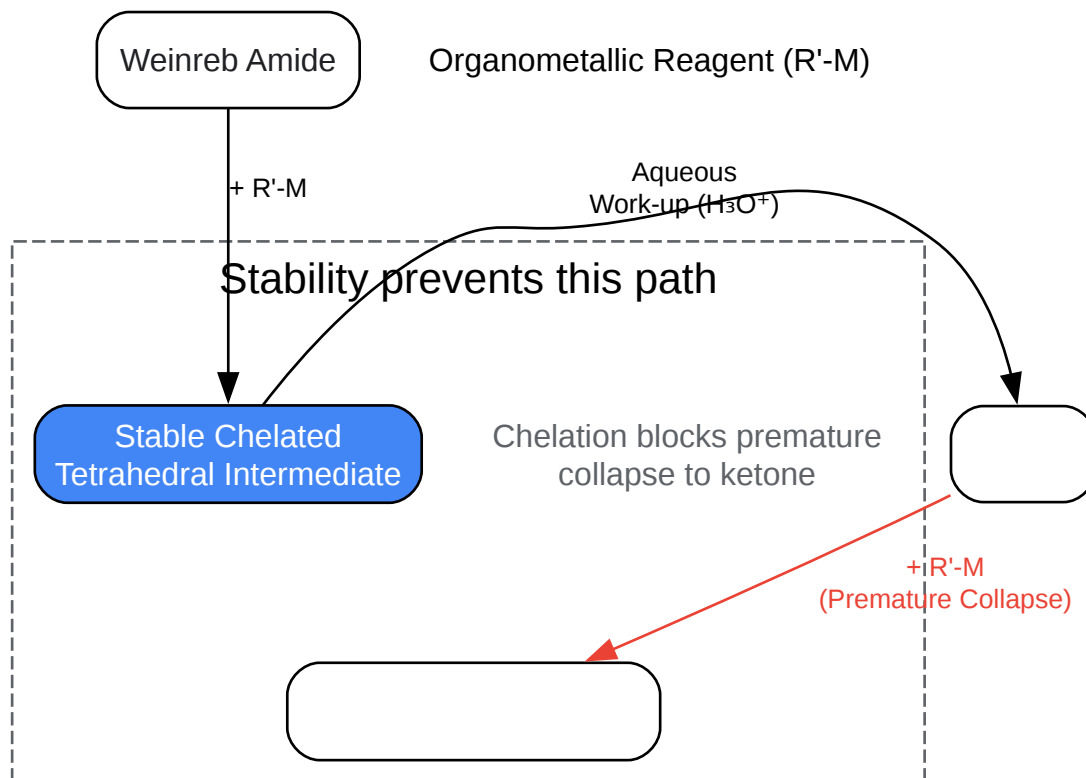 Weinreb Amide
Organometallic Reagent (R'-M)
+ R'-M
Aqueous
Work-up (H₃O⁺)
Stability prevents this path
Stable Chelated
Tetrahedral Intermediate
Chelation blocks premature
collapse to ketone
+ R'-M
(Premature Collapse)